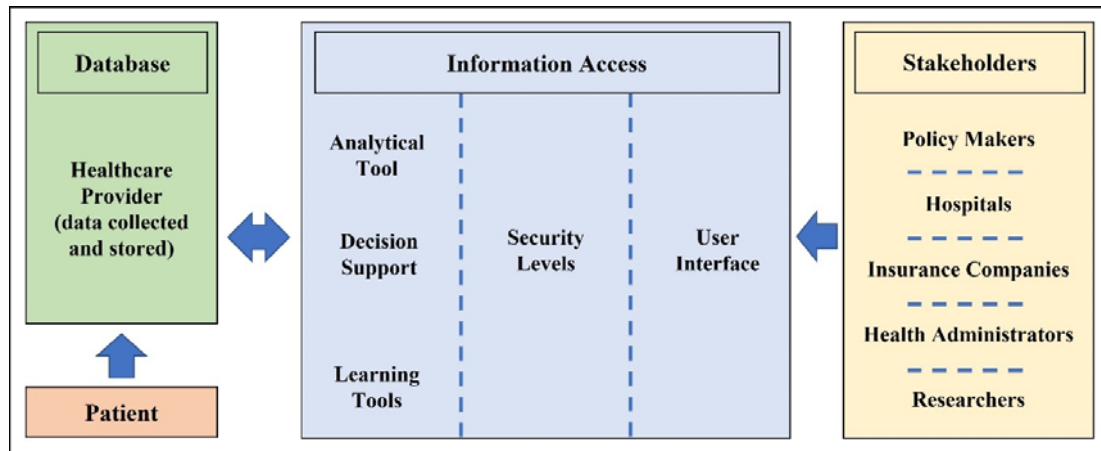 Database
Healthcare
Provider
(data collected
and stored)
Patient
Information Access
Analytical
Tool
Decision
Support
Learning
Tools
Security
Levels
User
Interface
Stakeholders
Policy Makers
Hospitals
Insurance Companies
Health Administrators
Researchers